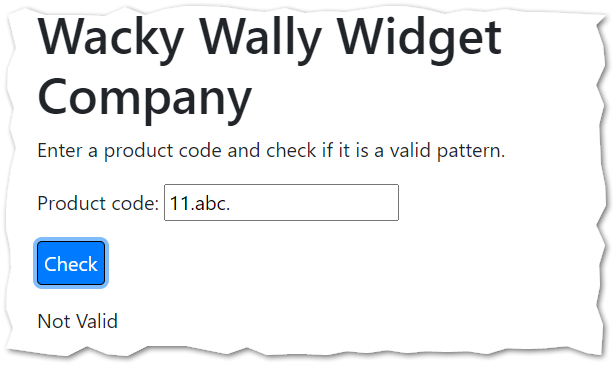 Wacky Wally Widget
Company
Enter a product code and check if it is a valid pattern.
Product code: 11.abc.
Check
Not Valid